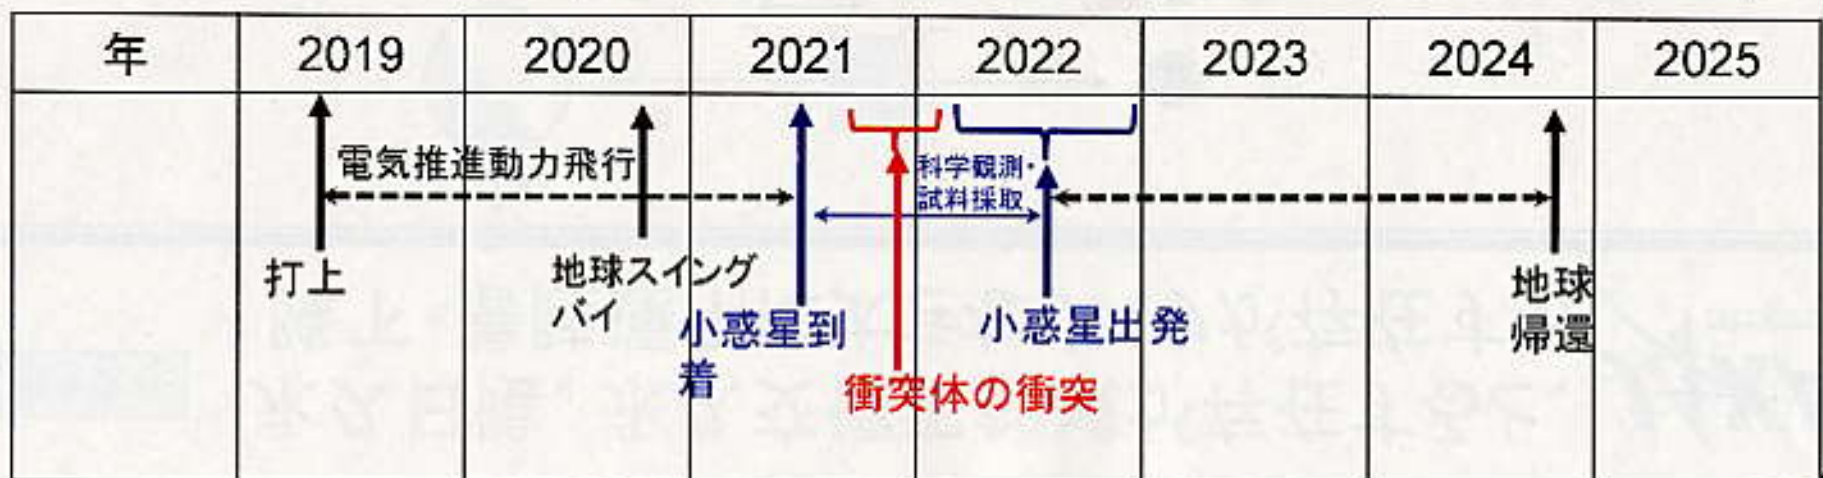 年 2019 2020 2021 2022 2023 2024 2025
電気推進動力飛行
科学観測・
試料採取
打上
地球スイング
バイ
小惑星到
着
衝突体の衝突
小惑星出発
地球
帰還